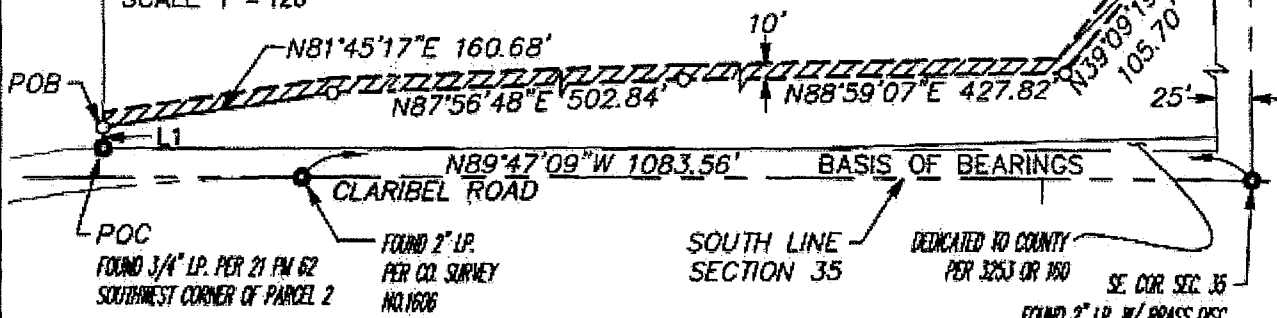 SCALE 1" = 120'
10'
N81°45'17"E 160.68'
N39°09'19
105.70'
POB
N87°56'48"E 502.84'
N88°59'07"E 427.82'
25'
L1
N89°47'09"W 1083.56'
BASIS OF BEARINGS
CLARIBEL ROAD
POC
FOUND 3/4" I.P. PER 21 PM 62
SOUTHWEST CORNER OF PARCEL 2
FOUND 2" I.P.
PER CO. SURVEY
NO.1606
SOUTH LINE
SECTION 35
DEDICATED TO COUNTY
PER 3253 OR 160
SE. COR. SEC. 35
FOUND 2" I.P. W/ BRASS DISC